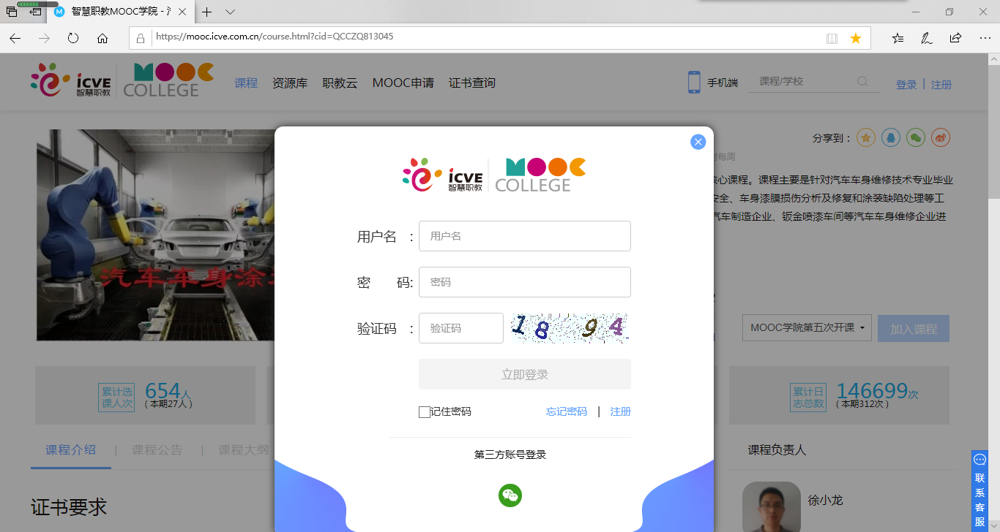 智慧职教MOOC学院 -
https://mooc.icve.com.cn/course.html?cid=QCCZQ813045
icve
智慧职教
MOOC
COLLEGE
课程
资源库
职教云
MOOC申请
证书查询
手机端
课程/学校
登录 | 注册
分享到：
时每周
核心课程。课程主要是针对汽车车身维修技术专业毕业
安全、车身漆膜损伤分析及修复和涂装缺陷处理等工
汽车制造企业、钣金喷漆车间等汽车车身维修企业进
汽车车身涂
icve
智慧职教
MOOC
COLLEGE
用户名 ：
用户名
密 码:
密码
验证码 ：
验证码
18 94
立即登录
记住密码
忘记密码 | 注册
第三方账号登录
MOOC学院第五次开课
加入课程
累计选
课人次
654人
( 本期27人 )
累计日
志总数
146699次
( 本期312次 )
课程介绍 | 课程公告 | 课程大纲
课程负责人
证书要求
徐小龙
联
系
客
服